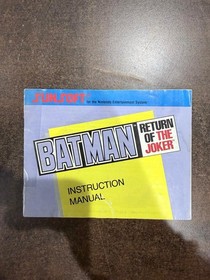 SUNSOFT
for the Nintendo Entertainment System
BATMAN
RETURN
OF THE
JOKER
INSTRUCTION
MANUAL